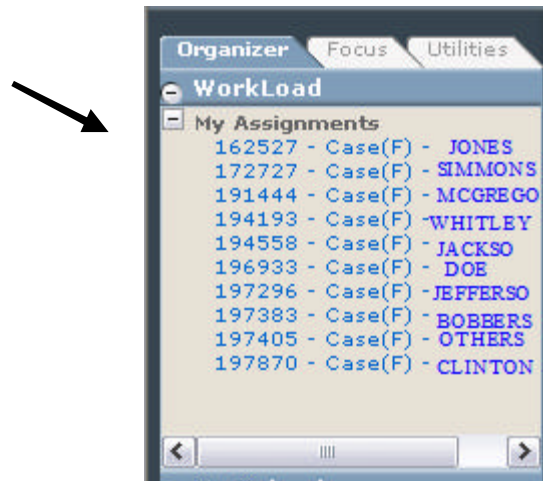 Organizer Focus Utilities
WorkLoad
My Assignments
162527 - Case(F) - JONES
172727 - Case(F) - SIMMONS
191444 - Case(F) - MCGREGO
194193 - Case(F) -WHITLEY
194558 - Case(F) - JACKSO
196933 - Case(F) - DOE
197296 - Case(F) -JEFFERSO
197383 - Case(F) - BOBBERS
197405 - Case(F) - OTHERS
197870 - Case(F) - CLINTON